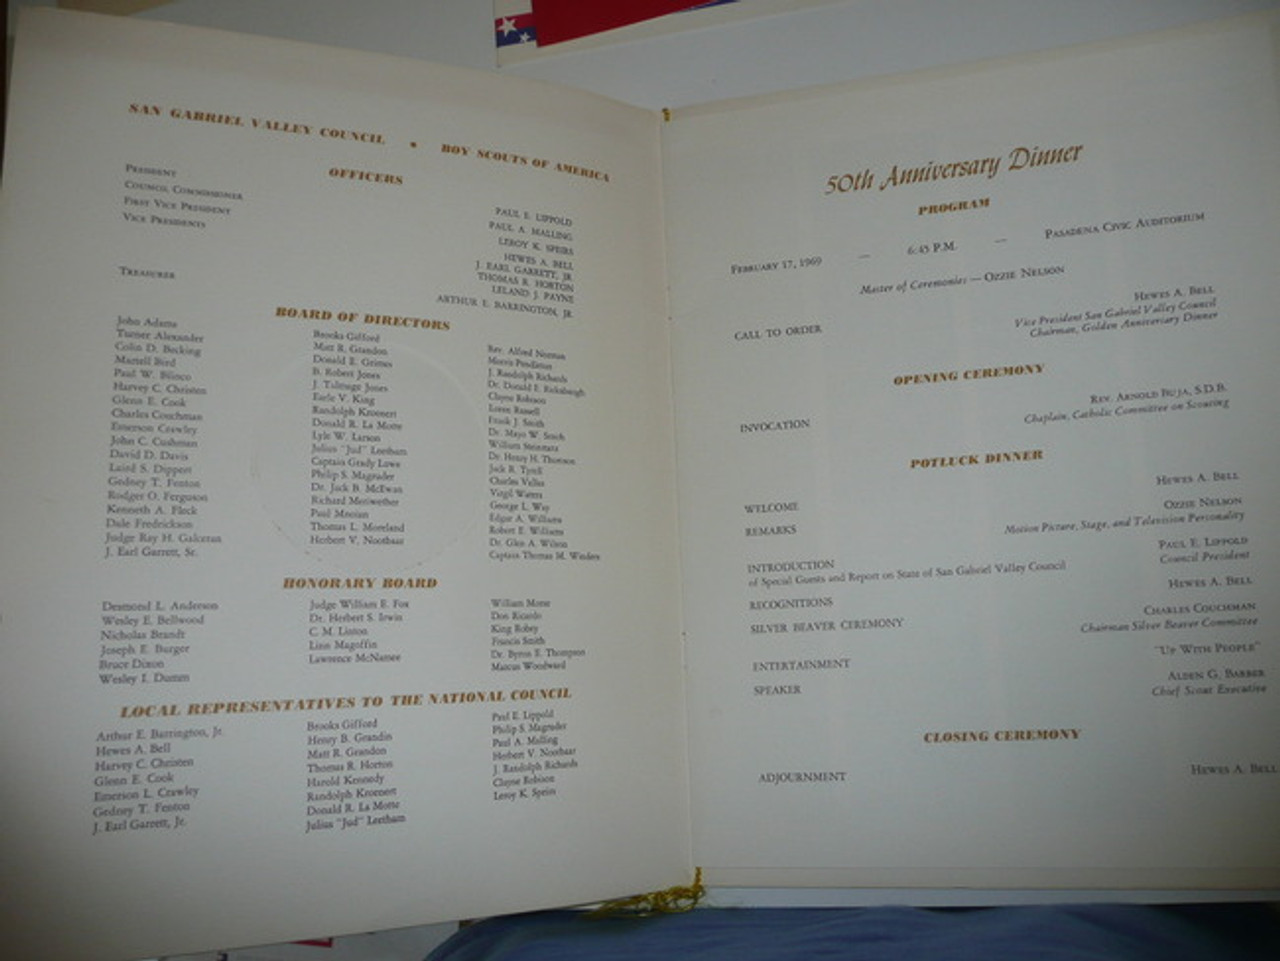 SAN GABRIEL VALLEY COUNCIL • BOY SCOUTS OF AMERICA
OFFICERS
PRESIDENT
COUNCIL COMMISSIONER
FIRST VICE PRESIDENT
VICE PRESIDENTS
TREASURER
PAUL E. LIPPOLD
PAUL A. MALLING
LEROY K. SPEIRS
HEWES A. BELL
J. EARL GARRETT, JR.
THOMAS R. HORTON
LELAND J. PAYNE
ARTHUR E. BARRINGTON, JR.
BOARD OF DIRECTORS
John Adams
Turner Alexander
Colin D. Becking
Martell Bird
Paul W. Blinco
Harvey C. Christen
Glenn E. Cook
Charles Couchman
Emerson Crawley
John C. Cushman
David D. Davis
Laird S. Dippert
Gedney T. Fenton
Rodger O. Ferguson
Kenneth A. Fleck
Dale Fredrickson
Judge Ray H. Galceran
J. Earl Garrett, Sr.
Brooks Gifford
Matt R. Grandon
Donald E. Grimes
B. Robert Jones
J. Talmage Jones
Earle V. King
Randolph Kroenert
Donald R. La Motte
Lyle W. Larson
Julius "Jud" Leetham
Captain Grady Lowe
Philip S. Magrader
Dr. Jack B. McEwan
Richard Meriwether
Paul Mooian
Thomas L. Moreland
Herbert V. Nootbaar
Rev. Alfred Norman
Morris Pendleton
J. Randolph Richards
Dr. Donald E.
Clayne Robison
Loren Russell
Frank J. Smith
Dr. Mayo W. Smith
William Steinmetz
Dr. Henry H. Thomson
Jack R. Tyrell
Charles Vallas
Virgil Waters
George L. Way
Edgar A. Williams
Robert E. Williams
Dr. Glen A. Wilson
Captain Thomas M. Winders
HONORARY BOARD
Desmond L. Anderson
Wesley E. Bellwood
Nicholas Brandt
Joseph E. Burger
Bruce Dixon
Wesley I. Dumm
Judge William E. Fox
Dr. Herbert S. Irwin
C. M. Liston
Linn Magoffin
Lawrence McNamee
William Morse
Don Ricardo
King Robey
Francis Smith
Dr. Byron E. Thompson
Marcus Woodward
LOCAL REPRESENTATIVES TO THE NATIONAL COUNCIL
Arthur E. Barrington, Jr.
Hewes A. Bell
Harvey C. Christen
Glenn E. Cook
Emerson L. Crawley
Gedney T. Fenton
J. Earl Garrett, Jr.
Brooks Gifford
Henry B. Grandin
Matt R. Grandon
Thomas R. Horton
Harold Kennedy
Randolph Kroenert
Donald R. La Motte
Julius "Jud" Leetham
Paul E. Lippold
Philip S. Magrader
Paul A. Malling
Herbert V. Nootbaar
J. Randolph Richards
Clayne Robison
Leroy K. Speirs
50th Anniversary Dinner
PROGRAM
FEBRUARY 17, 1969 — 6:45 P.M. — PASADENA CIVIC AUDITORIUM
Master of Ceremonies — OZZIE NELSON
CALL TO ORDER HEWES A. BELL
Vice President San Gabriel Valley Council
Chairman, Golden Anniversary Dinner
OPENING CEREMONY
INVOCATION REV. ARNOLD BUJA, S.D.B.
Chaplain, Catholic Committee on Scouting
POTLUCK DINNER
WELCOME HEWES A. BELL
REMARKS OZZIE NELSON
Motion Picture, Stage, and Television Personality
INTRODUCTION PAUL E. LIPPOLD
of Special Guests and Report on State of San Gabriel Valley Council Council President
RECOGNITIONS HEWES A. BELL
SILVER BEAVER CEREMONY CHARLES COUCHMAN
Chairman Silver Beaver Committee
ENTERTAINMENT "UP WITH PEOPLE"
SPEAKER ALDEN G. BARBER
Chief Scout Executive
CLOSING CEREMONY
ADJOURNMENT HEWES A. BELL